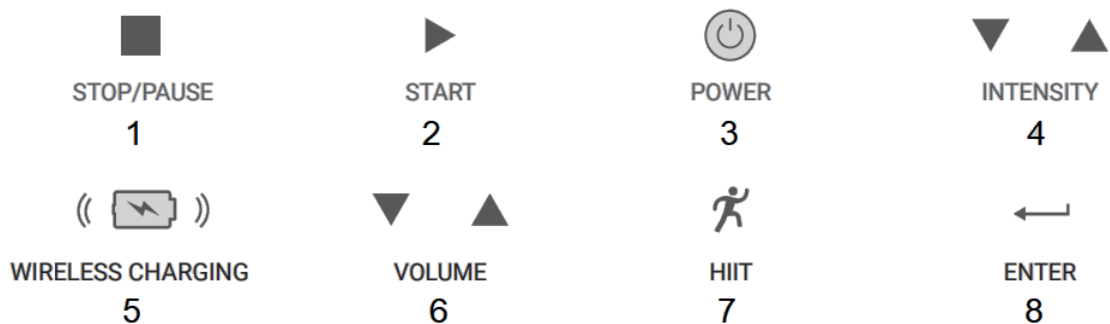 STOP/PAUSE START POWER INTENSITY
1 2 3 4
WIRELESS CHARGING VOLUME HIIT ENTER
5 6 7 8